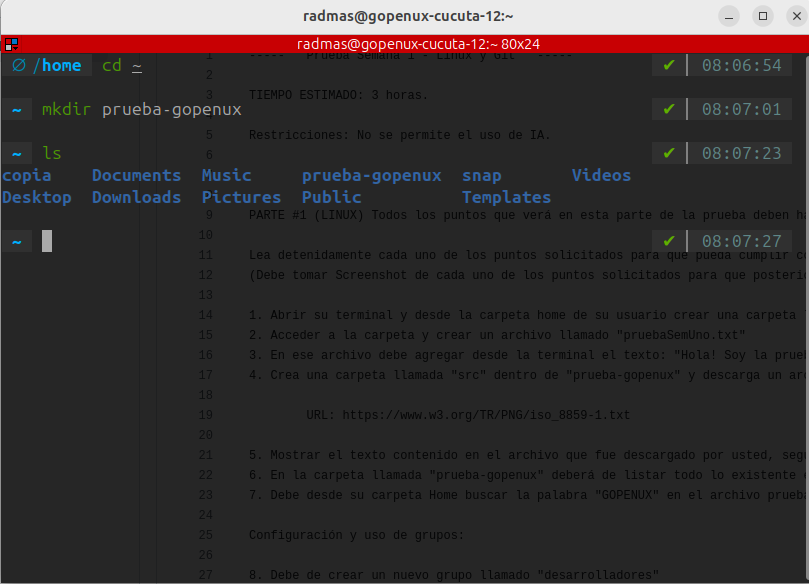 radmas@gopenux-cucuta-12:~
radmas@gopenux-cucuta-12:~ 80x24
/home cd ~ ✔ 08:06:54
~ mkdir prueba-gopenux ✔ 08:07:01
~ ls ✔ 08:07:23
copia Documents Music prueba-gopenux snap Videos
Desktop Downloads Pictures Public Templates
~ ✔ 08:07:27
1 Prueba Semana 1 - Linux y Git -----
2
3 TIEMPO ESTIMADO: 3 horas.
5 Restricciones: No se permite el uso de IA.
6
9 PARTE #1 (LINUX) Todos los puntos que verá en esta parte de la prueba deben
10
11 Lea detenidamente cada uno de los puntos solicitados para que pueda cumplir
12 (Debe tomar Screenshot de cada uno de los puntos solicitados para que
13
14 1. Abrir su terminal y desde la carpeta home de su usuario crear una carpeta
15 2. Acceder a la carpeta y crear un archivo llamado "pruebaSemUno.txt"
16 3. En ese archivo debe agregar desde la terminal el texto: "Hola! Soy la
17 4. Crea una carpeta llamada "src" dentro de "prueba-gopenux" y descarga un
18
19 URL: https://www.w3.org/TR/PNG/iso_8859-1.txt
20
21 5. Mostrar el texto contenido en el archivo que fue descargado por usted,
22 6. En la carpeta llamada "prueba-gopenux" deberá de listar todo lo existente
23 7. Debe desde su carpeta Home buscar la palabra "GOPENUX" en el archivo
24
25 Configuración y uso de grupos:
26
27 8. Debe de crear un nuevo grupo llamado "desarrolladores"